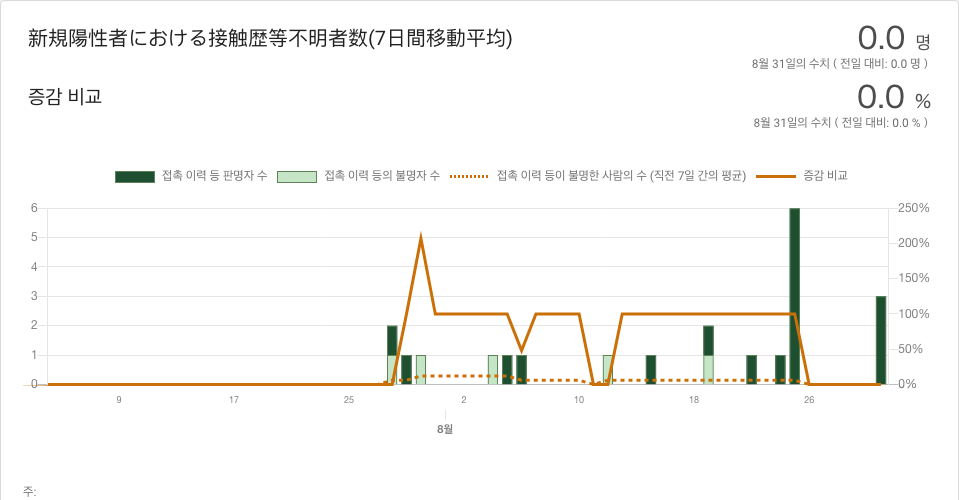 新規陽性者における接触歴等不明者数(7日間移動平均)
0.0 명
8월 31일의 수치 ( 전일 대비: 0.0 명 )
증감 비교
0.0 %
8월 31일의 수치 ( 전일 대비: 0.0 % )
접촉 이력 등 판명자 수 접촉 이력 등의 불명자 수 접촉 이력 등이 불명한 사람의 수 (직전 7일 간의 평균) 증감 비교
6 250%
5 200%
4 150%
3
2 100%
1 50%
0 0%
9 17 25 2 10 18 26
8월
주: